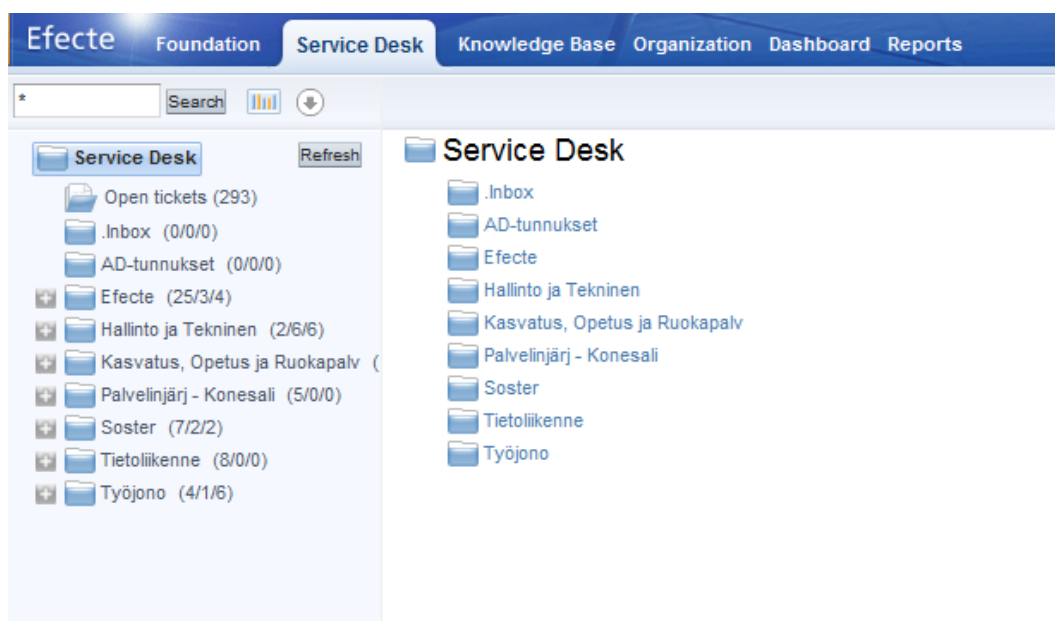 Efecte Foundation Service Desk Knowledge Base Organization Dashboard Reports
* Search
Service Desk Refresh
Open tickets (293)
.Inbox (0/0/0)
AD-tunnukset (0/0/0)
Efecte (25/3/4)
Hallinto ja Tekninen (2/6/6)
Kasvatus, Opetus ja Ruokapalv (
Palvelinjärj - Konesali (5/0/0)
Soster (7/2/2)
Tietoliikenne (8/0/0)
Työjono (4/1/6)
Service Desk
.Inbox
AD-tunnukset
Efecte
Hallinto ja Tekninen
Kasvatus, Opetus ja Ruokapalv
Palvelinjärj - Konesali
Soster
Tietoliikenne
Työjono